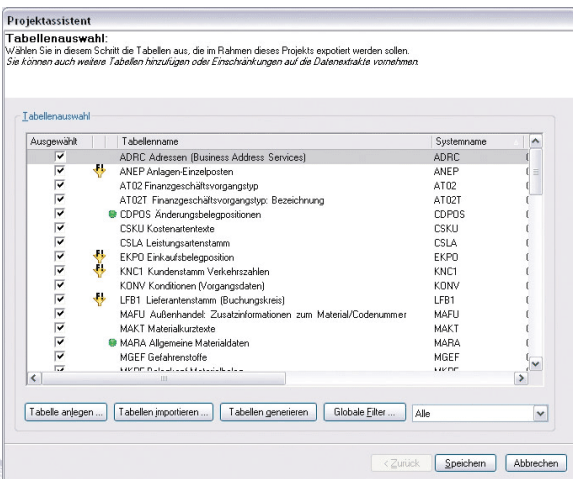 Projektassistent
Tabellenauswahl:
Wählen Sie in diesem Schritt die Tabellen aus, die im Rahmen dieses Projekts expotiert werden sollen.
Sie können auch weitere Tabellen hinzufügen oder Einschränkungen auf die Datenextrakte vornehmen.
Tabellenauswahl
Ausgewählt Tabellenname Systemname
ADRC Adressen (Business Address Services) ADRC
ANEP Anlagen-Einzelposten ANEP
AT02 Finanzgeschäftsvorgangstyp AT02
AT02T Finanzgeschäftsvorgangstyp: Bezeichnung AT02T
CDPOS Änderungsbelegpositionen CDPOS
CSKU Kostenartentexte CSKU
CSLA Leistungsartenstamm CSLA
EKPO Einkaufsbelegposition EKPO
KNC1 Kundenstamm Verkehrszahlen KNC1
KONV Konditionen (Vorgangsdaten) KONV
LFB1 Lieferantenstamm (Buchungskreis) LFB1
MAFU Außenhandel: Zusatzinformationen zum Material/Codenummer MAFU
MAKT Materialkurztexte MAKT
MARA Allgemeine Materialdaten MARA
MGEF Gefahrenstoffe MGEF
MKPF Belegkopf Materialbeleg MKPF
Tabelle anlegen ... Tabellen importieren ... Tabellen generieren Globale Filter ... Alle
< Zurück Speichern Abbrechen